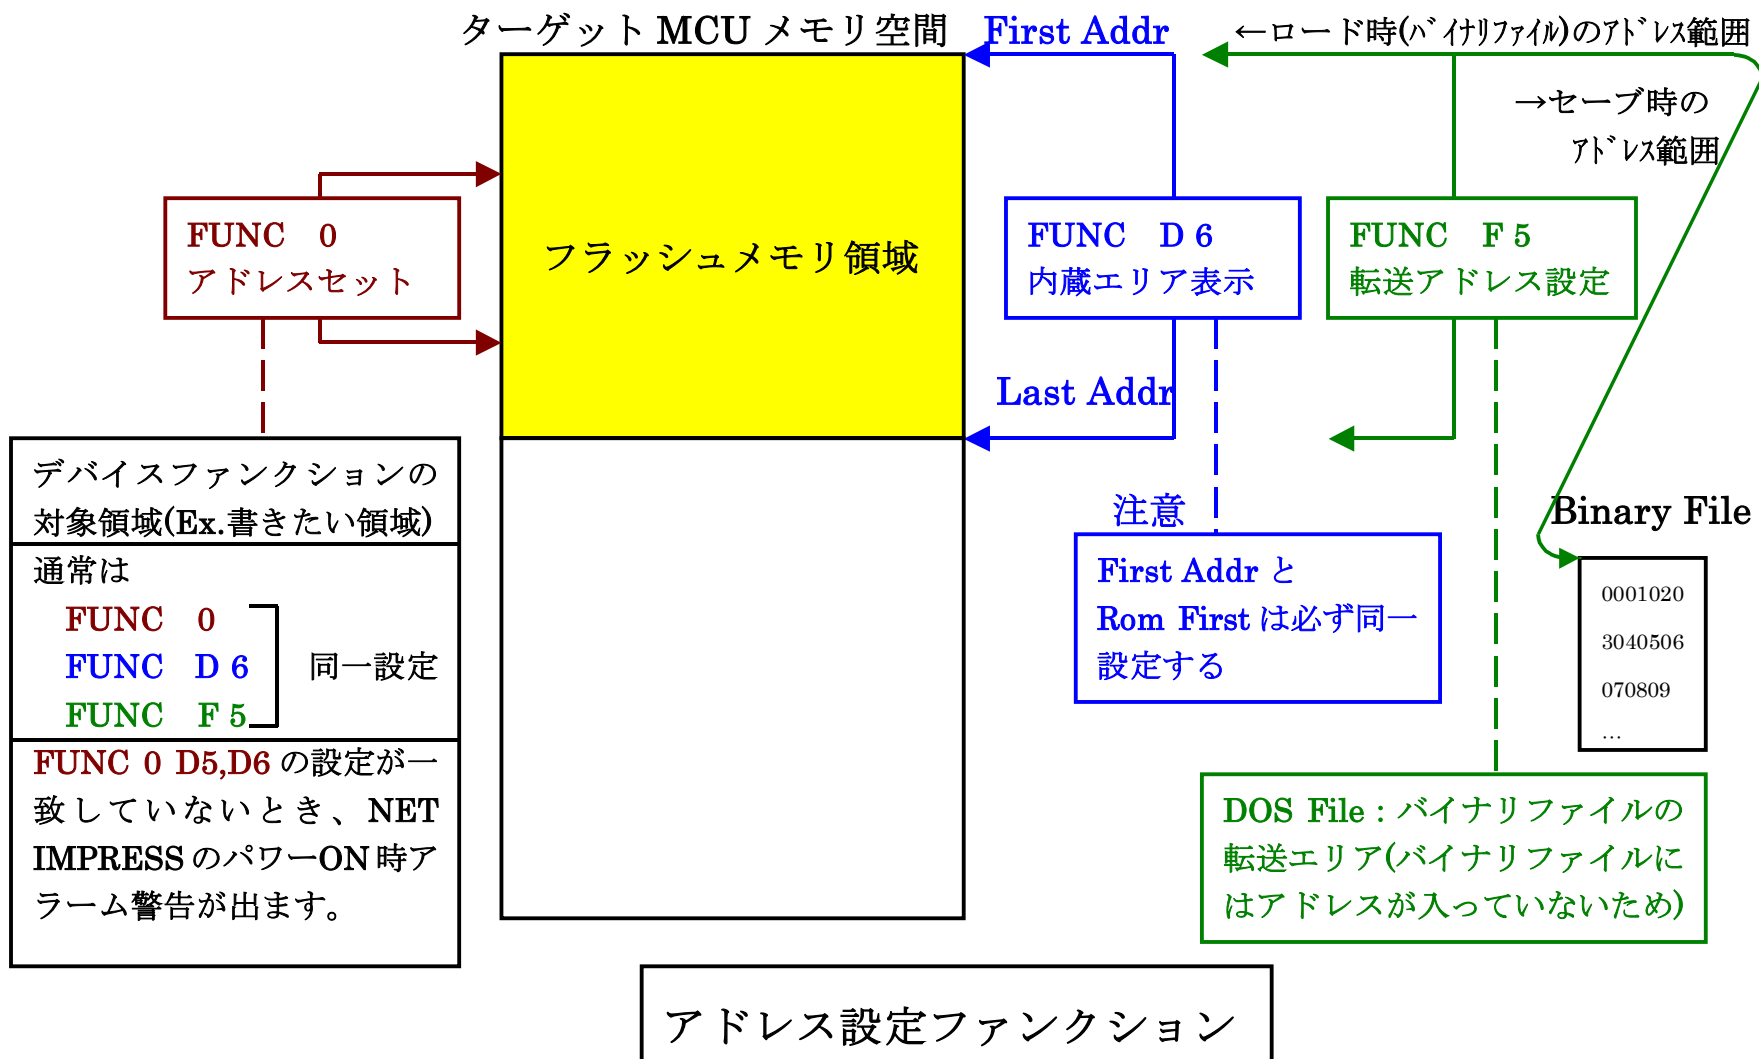 ターゲット MCU メモリ空間
First Addr
←ロード時(ﾊﾞｲﾅﾘﾌｧｲﾙ)のｱﾄﾞﾚｽ範囲
→セーブ時の
ｱﾄﾞﾚｽ範囲
FUNC 0
アドレスセット
フラッシュメモリ領域
FUNC D 6
内蔵エリア表示
FUNC F 5
転送アドレス設定
Last Addr
デバイスファンクションの
対象領域(Ex.書きたい領域)
通常は
FUNC 0
FUNC D 6
FUNC F 5
同一設定
FUNC 0 D5,D6 の設定が一
致していないとき、NET
IMPRESS のパワーON 時ア
ラーム警告が出ます。
注意
First Addr と
Rom First は必ず同一
設定する
Binary File
0001020
3040506
070809
…
DOS File : バイナリファイルの
転送エリア(バイナリファイルに
はアドレスが入っていないため)
アドレス設定ファンクション